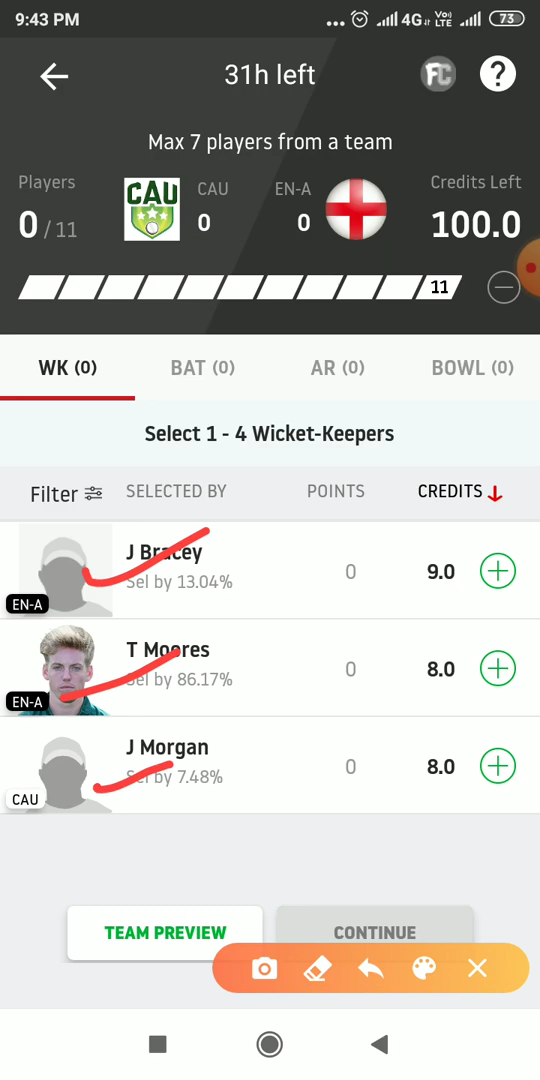 9:43 PM
4G
Vo)
LTE
73
31h left
FC
?
Max 7 players from a team
Players
CAU
CAU
EN-A
Credits Left
0 / 11
0
0
100.0
11
WK (0)
BAT (0)
AR (0)
BOWL (0)
Select 1 - 4 Wicket-Keepers
Filter
SELECTED BY
POINTS
CREDITS
J Bracey
Sel by 13.04%
0
9.0
EN-A
T Moores
Sel by 86.17%
0
8.0
EN-A
J Morgan
Sel by 7.48%
0
8.0
CAU
TEAM PREVIEW
CONTINUE